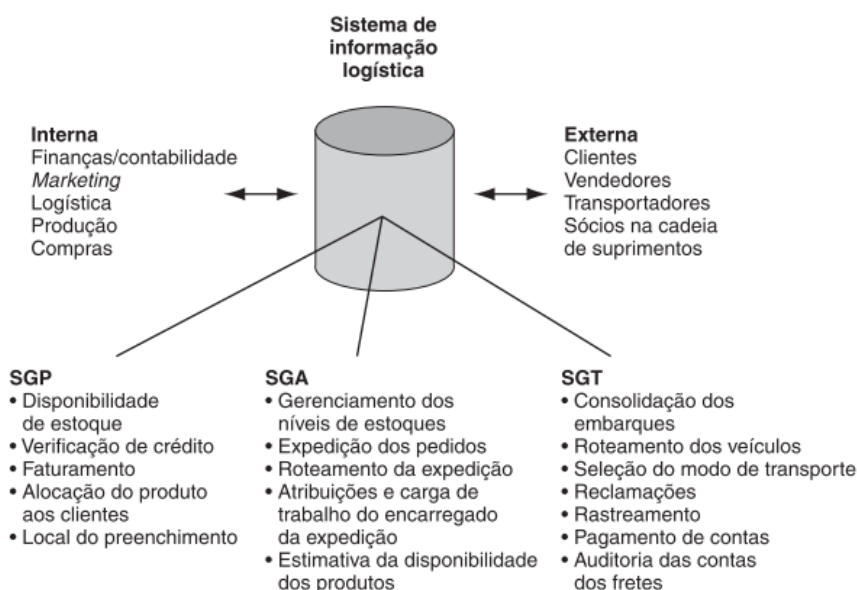 Sistema de
informação
logística
Interna
Finanças/contabilidade
Marketing
Logística
Produção
Compras
Externa
Clientes
Vendedores
Transportadores
Sócios na cadeia
de suprimentos
SGP
• Disponibilidade
de estoque
• Verificação de crédito
• Faturamento
• Alocação do produto
aos clientes
• Local do preenchimento
SGA
• Gerenciamento dos
níveis de estoques
• Expedição dos pedidos
• Roteamento da expedição
• Atribuições e carga de
trabalho do encarregado
da expedição
• Estimativa da disponibilidade
dos produtos
SGT
• Consolidação dos
embarques
• Roteamento dos veículos
• Seleção do modo de transporte
• Reclamações
• Rastreamento
• Pagamento de contas
• Auditoria das contas
dos fretes